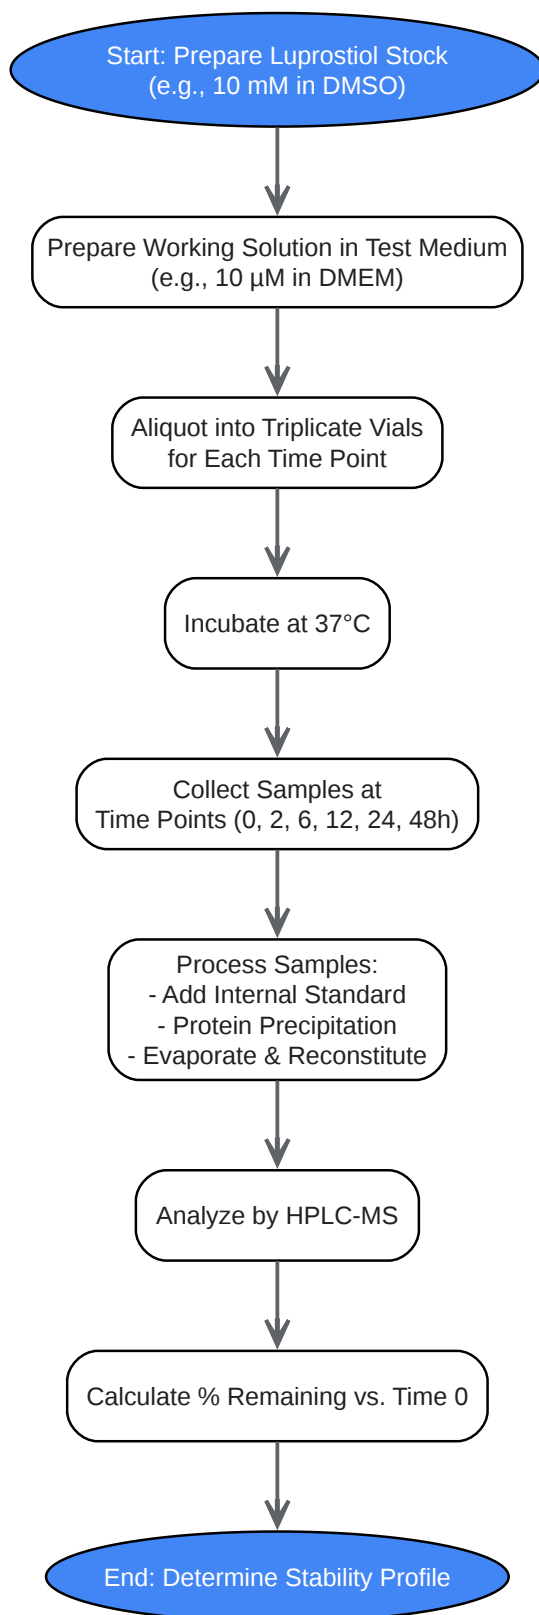 Start: Prepare Luprostiol Stock
(e.g., 10 mM in DMSO)
Prepare Working Solution in Test Medium
(e.g., 10 µM in DMEM)
Aliquot into Triplicate Vials
for Each Time Point
Incubate at 37°C
Collect Samples at
Time Points (0, 2, 6, 12, 24, 48h)
Process Samples:
- Add Internal Standard
- Protein Precipitation
- Evaporate & Reconstitute
Analyze by HPLC-MS
Calculate % Remaining vs. Time 0
End: Determine Stability Profile